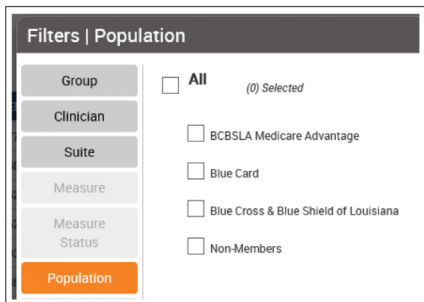 Filters | Population
Group
Clinician
Suite
Measure
Measure
Status
Population
All
(0) Selected
BCBSLA Medicare Advantage
Blue Card
Blue Cross & Blue Shield of Louisiana
Non-Members